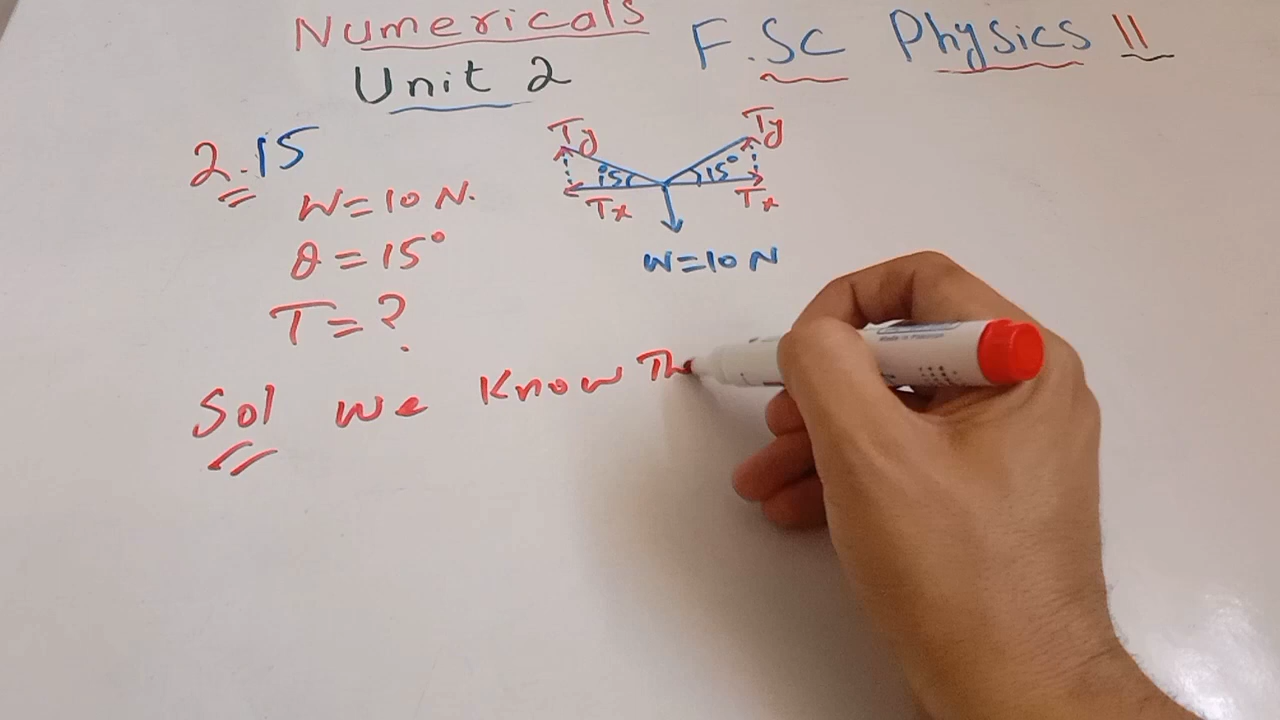 Numericals F.Sc Physics 11
Unit 2
2.15
W=10 N.
θ=15°
T=?
Ty Ty
15 15°
Tx Tx
W=10 N
Sol we know Th